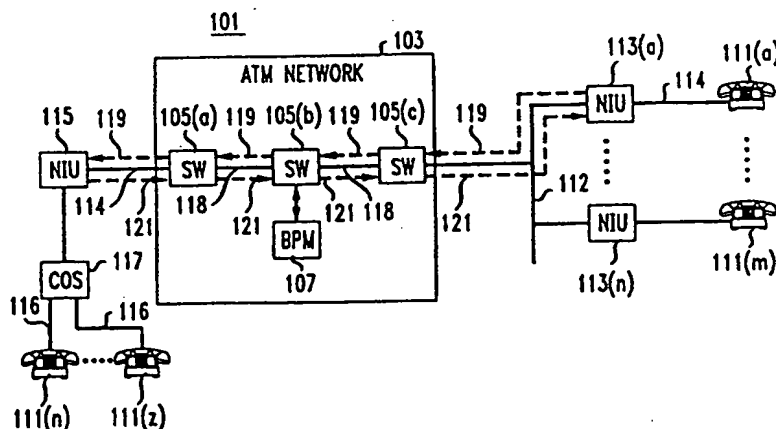 101
103
ATM NETWORK
113(a)
111(a)
115
105(a)
105(b)
105(c)
119
119
119
119
114
NIU
NIU
SW
SW
SW
114
121
118
121
118
121
121
112
BPM
107
NIU
COS
117
113(n)
111(m)
116
116
111(n)
111(z)